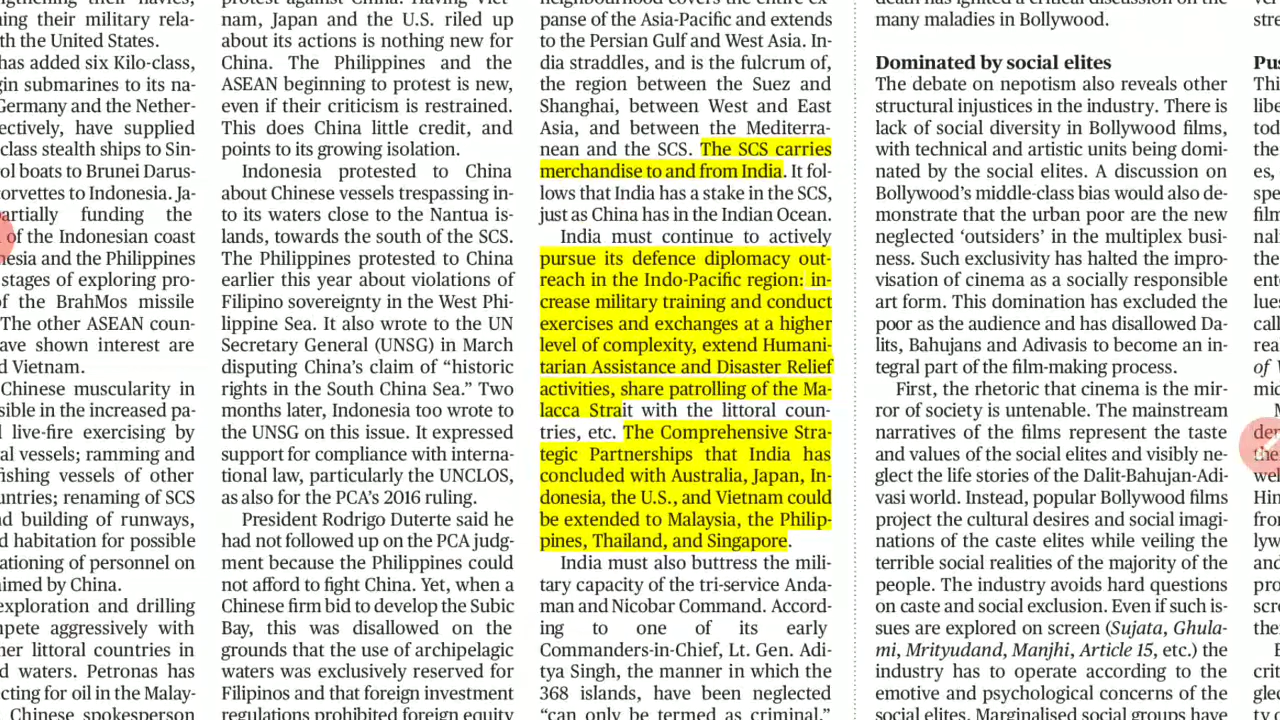 gthening their navies,
ning their military rela-
th the United States.
has added six Kilo-class,
gin submarines to its na-
Germany and the Nether-
ectively, have supplied
class stealth ships to Sin-
ol boats to Brunei Darus-
orvettes to Indonesia. Ja-
artially funding the
of the Indonesian coast
nesia and the Philippines
stages of exploring pro-
of the BrahMos missile
The other ASEAN coun-
ave shown interest are
d Vietnam.
Chinese muscularity in
sible in the increased pa-
live-fire exercising by
al vessels; ramming and
fishing vessels of other
untries; renaming of SCS
nd building of runways,
d habitation for possible
ationing of personnel on
aimed by China.
exploration and drilling
mpete aggressively with
her littoral countries in
d waters. Petronas has
cting for oil in the Malay-
Chinese spokesperson
protest against China. Having Viet-
nam, Japan and the U.S. riled up
about its actions is nothing new for
China. The Philippines and the
ASEAN beginning to protest is new,
even if their criticism is estrained.
This does China little credit, and
points to its growing isolation.
Indonesia protested to China
about Chinese vessels trespassing in-
to its waters close to the Nantua is-
lands, towards the south of the SCS.
The Philippines protested to China
earlier this year about violations of
Filipino sovereignty in the West Phi-
lippine Sea. It also wrote to the UN
Secretary General (UNSG) in March
disputing China's claim of “historic
rights in the South China Sea.” Two
months later, Indonesia too wrote to
the UNSG on this issue. It expressed
support for compliance with interna-
tional law, particularly the UNCLOS,
as also for the PCA's 2016 ruling.
President Rodrigo Duterte said he
had not followed up on the PCA judg-
ment because the Philippines could
not afford to fight China. Yet, when a
Chinese firm bid to develop the Subic
Bay, this was disallowed on the
grounds that the use of archipelagic
waters was exclusively reserved for
Filipinos and that foreign investment
regulations prohibited foreign equity
neighbourhood covers the entire ex-
panse of the Asia-Pacific and extends
to the Persian Gulf and West Asia. In-
dia straddles, and is the fulcrum of,
the region between the Suez and
Shanghai, between West and East
Asia, and between the Mediterra-
nean and the SCS. The SCS carries
merchandise to and from India. It fol-
lows that India has a stake in the SCS,
just as China has in the Indian Ocean.
India must continue to actively
pursue its defence diplomacy out-
reach in the Indo-Pacific region: in-
crease military training and conduct
exercises and exchanges at a higher
level of complexity, extend Humani-
tarian Assistance and Disaster Relief
activities, share patrolling of the Ma-
lacca Strait with the littoral coun-
tries, etc. The Comprehensive Stra-
tegic Partnerships that India has
concluded with Australia, Japan, In-
donesia, the U.S., and Vietnam could
be extended to Malaysia, the Philip-
pines, Thailand, and Singapore.
India must also buttress the mili-
tary capacity of the tri-service Anda-
man and Nicobar Command. Accord-
ing to one of its early
Commanders-in-Chief, Lt. Gen. Adi-
tya Singh, the manner in which the
368 islands, have been neglected
“can only be termed as criminal.”
death has ignited a critical discussion on the
many maladies in Bollywood.
Dominated by social elites
The debate on nepotism also reveals other
structural injustices in the industry. There is
lack of social diversity in Bollywood films,
with technical and artistic units being domi-
nated by the social elites. A discussion on
Bollywood's middle-class bias would also de-
monstrate that the urban poor are the new
neglected ‘outsiders’ in the multiplex busi-
ness. Such exclusivity has halted the impro-
visation of cinema as a socially responsible
art form. This domination has excluded the
poor as the audience and has disallowed Da-
lits, Bahujans and Adivasis to become an in-
tegral part of the film-making process.
First, the rhetoric that cinema is the mir-
ror of society is untenable. The mainstream
narratives of the films represent the taste
and values of the social elites and visibly ne-
glect the life stories of the Dalit-Bahujan-Adi-
vasi world. Instead, popular Bollywood films
project the cultural desires and social imagi-
nations of the caste elites while veiling the
terrible social realities of the majority of the
people. The industry avoids hard questions
on caste and social exclusion. Even if such is-
sues are explored on screen (Sujata, Ghula-
mi, Mrityudand, Manjhi, Article 15, etc.) the
industry has to operate according to the
emotive and psychological concerns of the
social elites. Marginalised social groups have